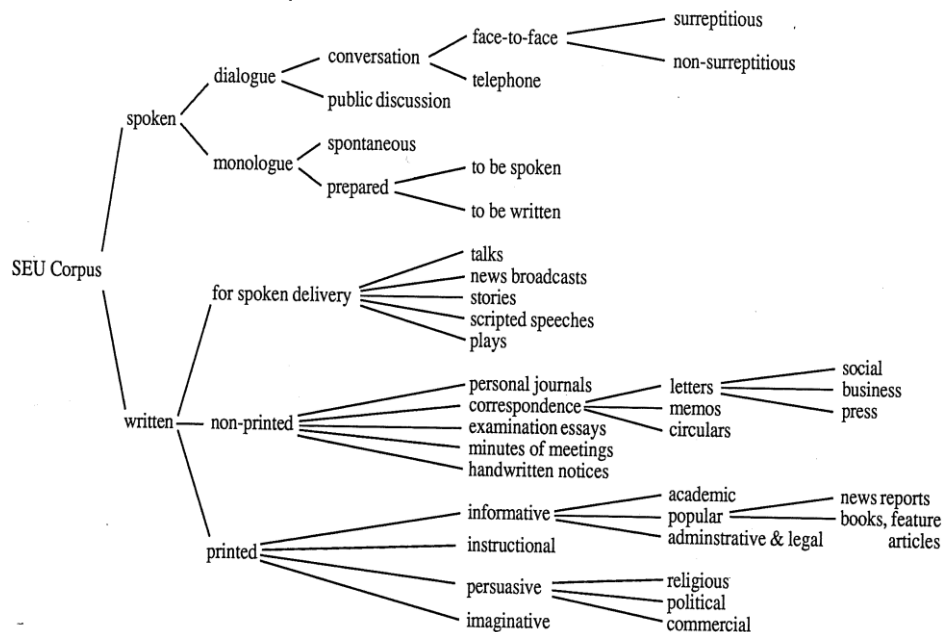 surreptitious
face-to-face
conversation
non-surreptitious
dialogue
telephone
public discussion
spoken
spontaneous
monologue
to be spoken
prepared
to be written
talks
SEU Corpus
news broadcasts
for spoken delivery
stories
scripted speeches
plays
social
personal journals
letters
business
correspondence
memos
press
written
non-printed
examination essays
circulars
minutes of meetings
handwritten notices
academic
news reports
informative
popular
books, feature
adminstrative & legal
articles
printed
instructional
religious
persuasive
political
imaginative
commercial